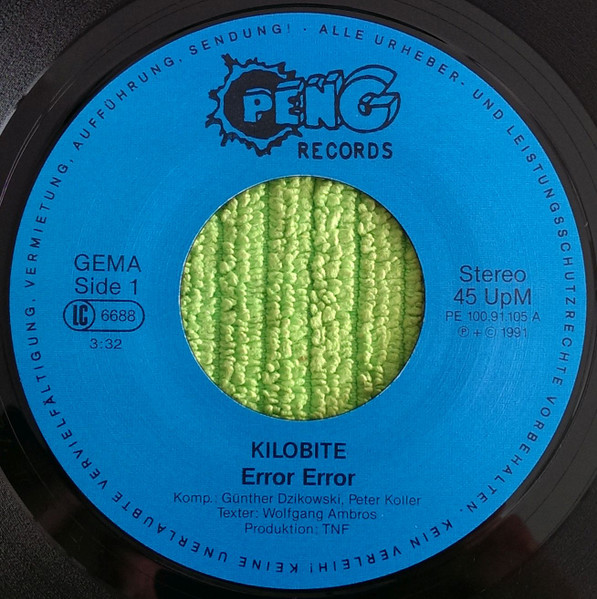 PENG
RECORDS
GEMA
Side 1
LC 6688
3:32
Stereo
45 UpM
PE 100.91.105 A
Ⓟ + © 1991
KILOBITE
Error Error
Komp.: Günther Dzikowski, Peter Koller
Texter: Wolfgang Ambros
Produktion: TNF
ALLE URHEBER- UND LEISTUNGSSCHUTZRECHTE VORBEHALTEN. KEIN VERLEIH! KEINE UNERLAUBTE VERVIELFÄLTIGUNG, VERMIETUNG, AUFFÜHRUNG, SENDUNG! ·